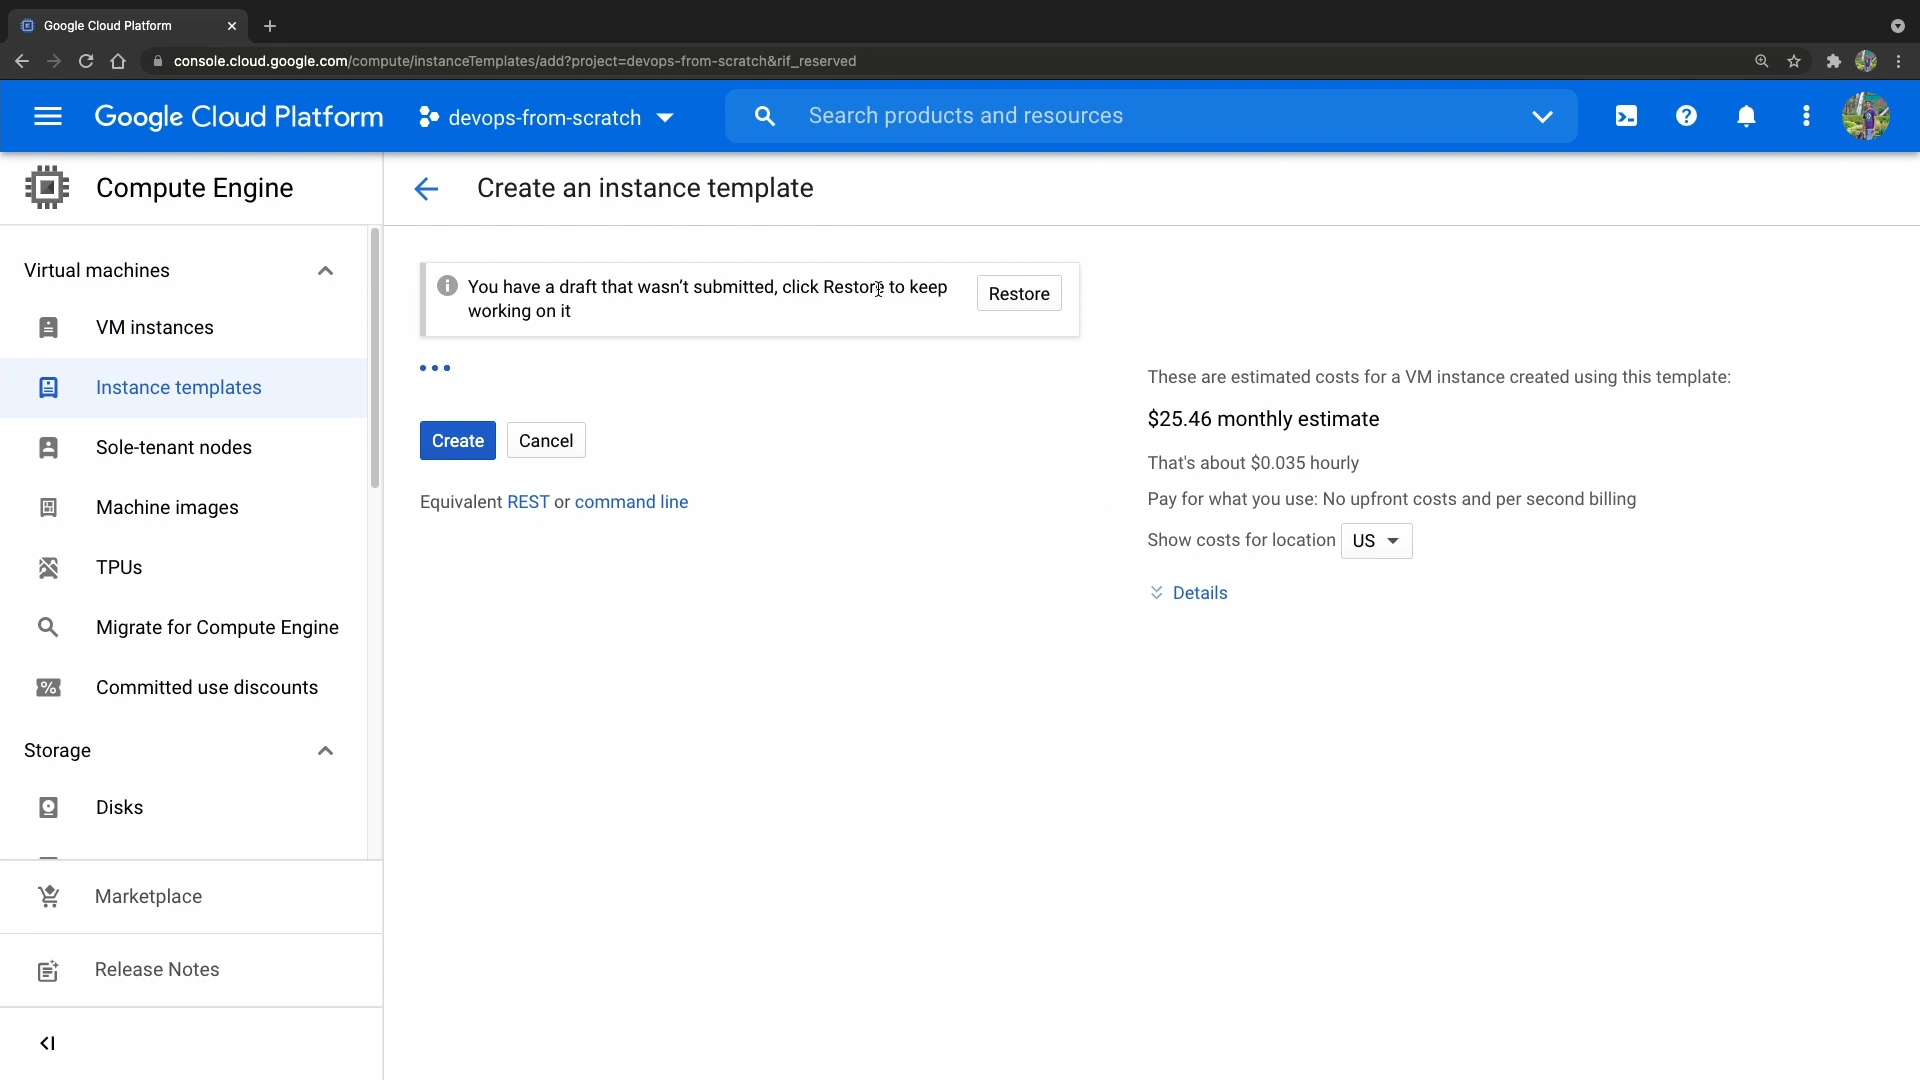 Google Cloud Platform
console.cloud.google.com/compute/instanceTemplates/add?project=devops-from-scratch&rif_reserved
Google Cloud Platform
devops-from-scratch
Search products and resources
Compute Engine
Create an instance template
Virtual machines
VM instances
Instance templates
Sole-tenant nodes
Machine images
TPUs
Migrate for Compute Engine
Committed use discounts
Storage
Disks
Marketplace
Release Notes
You have a draft that wasn't submitted, click Restore to keep
working on it
Restore
Create
Cancel
Equivalent REST or command line
These are estimated costs for a VM instance created using this template:
$25.46 monthly estimate
That's about $0.035 hourly
Pay for what you use: No upfront costs and per second billing
Show costs for location US
Details